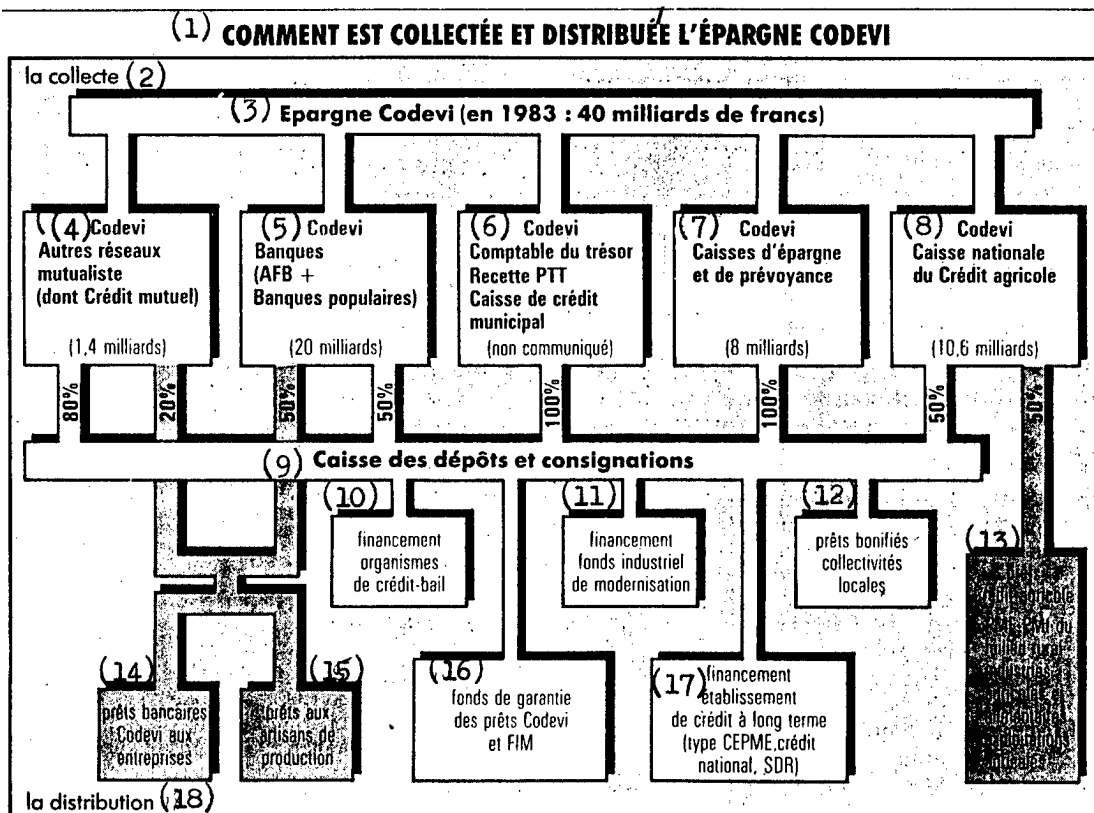 (1) COMMENT EST COLLECTÉE ET DISTRIBUÉE L'ÉPARGNE CODEVI
la collecte (2)
(3) Epargne Codevi (en 1983 : 40 milliards de francs)
(4) Codevi
Autres réseaux
mutualiste
(dont Crédit mutuel)
(1,4 milliards)
(5) Codevi
Banques
(AFB +
Banques populaires)
(20 milliards)
(6) Codevi
Comptable du trésor
Recette PTT
Caisse de crédit
municipal
(non communiqué)
(7) Codevi
Caisses d'épargne
et de prévoyance
(8 milliards)
(8) Codevi
Caisse nationale
du Crédit agricole
(10,6 milliards)
80%
20%
50%
50%
100%
100%
50%
50%
(9) Caisse des dépôts et consignations
(10)
financement
organismes
de crédit-bail
(11)
financement
fonds industriel
de modernisation
(12)
prêts bonifiés
collectivités
locales
(13)
agricole
PMI ou
milieu rural
(14)
prêts bancaires
Codevi aux
entreprises
(15)
prêts aux
artisans de
production
(16)
fonds de garantie
des prêts Codevi
et FIM
(17) financement
établissement
de crédit à long terme
(type CEPME, crédit
national, SDR)
la distribution (18)